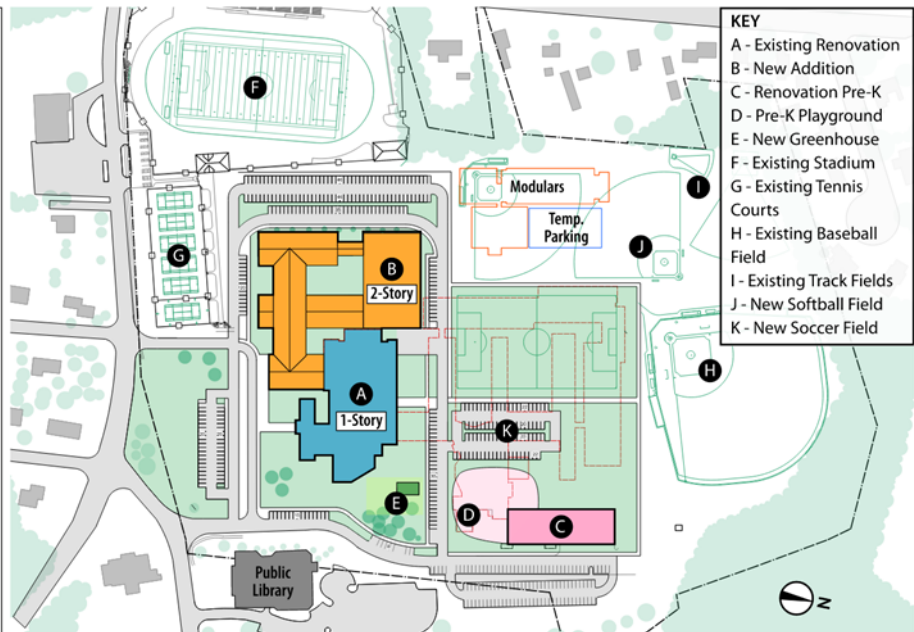 KEY
A - Existing Renovation
B - New Addition
C - Renovation Pre-K
D - Pre-K Playground
E - New Greenhouse
F - Existing Stadium
G - Existing Tennis
Courts
H - Existing Baseball
Field
I - Existing Track Fields
J - New Softball Field
K - New Soccer Field
F
Modulars
I
Temp.
Parking
J
G
B
2-Story
H
A
1-Story
K
E
D
C
Public
Library
N